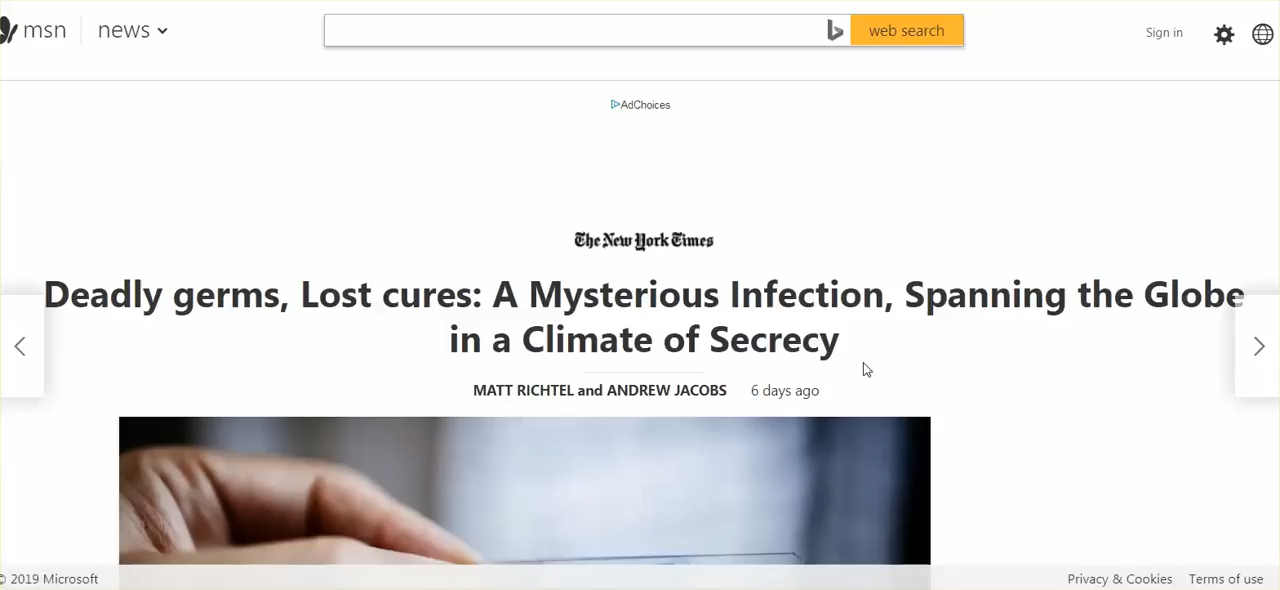 msn news web search Sign in
AdChoices
The New York Times
Deadly germs, Lost cures: A Mysterious Infection, Spanning the Globe
in a Climate of Secrecy
MATT RICHTEL and ANDREW JACOBS 6 days ago
© 2019 Microsoft Privacy & Cookies Terms of use